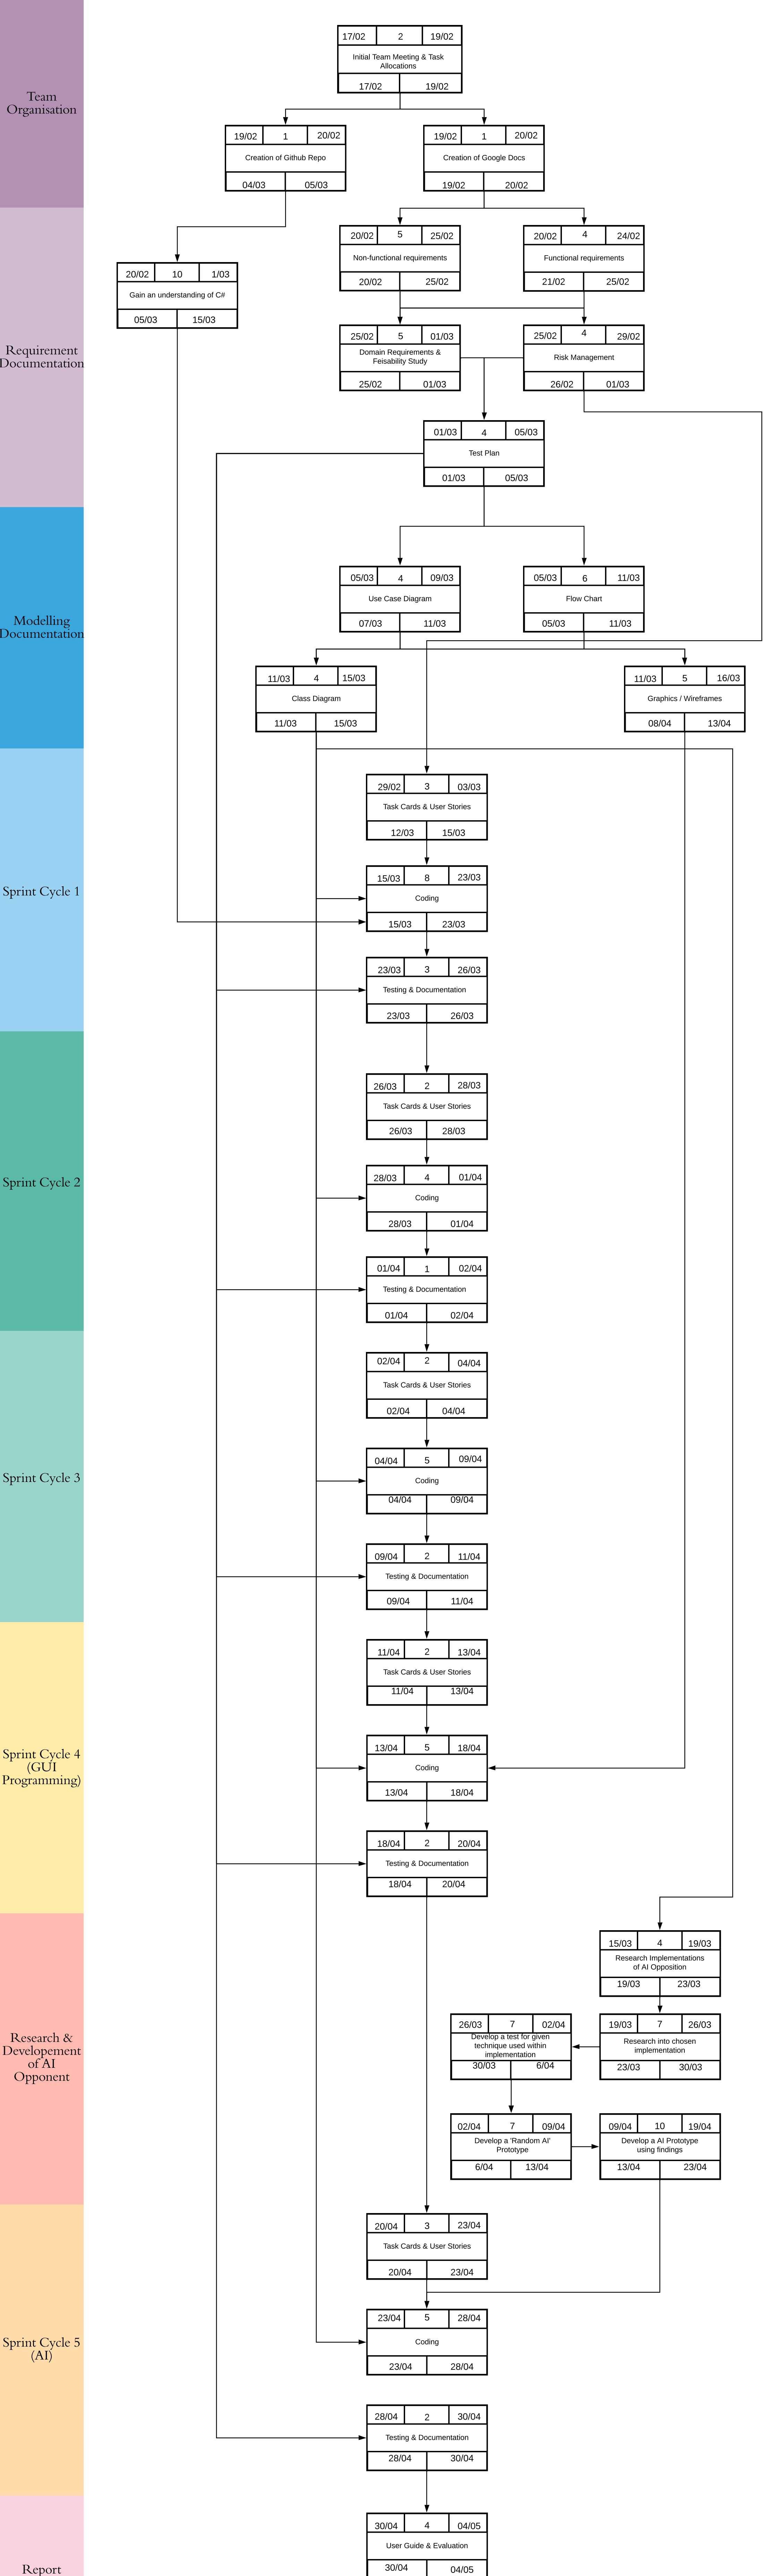 Team
Organisation
17/02 2 19/02
Initial Team Meeting & Task
Allocations
17/02 19/02
19/02 1 20/02
Creation of Github Repo
04/03 05/03
19/02 1 20/02
Creation of Google Docs
19/02 20/02
Requirement
Documentation
20/02 5 25/02
Non-functional requirements
20/02 25/02
20/02 4 24/02
Functional requirements
21/02 25/02
20/02 10 1/03
Gain an understanding of C#
05/03 15/03
25/02 5 01/03
Domain Requirements &
Feisability Study
25/02 01/03
25/02 4 29/02
Risk Management
26/02 01/03
01/03 4 05/03
Test Plan
01/03 05/03
Modelling
Documentation
05/03 4 09/03
Use Case Diagram
07/03 11/03
05/03 6 11/03
Flow Chart
05/03 11/03
11/03 4 15/03
Class Diagram
11/03 15/03
11/03 5 16/03
Graphics / Wireframes
08/04 13/04
Sprint Cycle 1
29/02 3 03/03
Task Cards & User Stories
12/03 15/03
15/03 8 23/03
Coding
15/03 23/03
23/03 3 26/03
Testing & Documentation
23/03 26/03
Sprint Cycle 2
26/03 2 28/03
Task Cards & User Stories
26/03 28/03
28/03 4 01/04
Coding
28/03 01/04
01/04 1 02/04
Testing & Documentation
01/04 02/04
Sprint Cycle 3
02/04 2 04/04
Task Cards & User Stories
02/04 04/04
04/04 5 09/04
Coding
04/04 09/04
09/04 2 11/04
Testing & Documentation
09/04 11/04
Sprint Cycle 4
(GUI
Programming)
11/04 2 13/04
Task Cards & User Stories
11/04 13/04
13/04 5 18/04
Coding
13/04 18/04
18/04 2 20/04
Testing & Documentation
18/04 20/04
Research &
Developement
of AI
Opponent
15/03 4 19/03
Research Implementations
of AI Opposition
19/03 23/03
19/03 7 26/03
Research into chosen
implementation
23/03 30/03
26/03 7 02/04
Develop a test for given
technique used within
implementation
30/03 6/04
02/04 7 09/04
Develop a 'Random AI'
Prototype
6/04 13/04
09/04 10 19/04
Develop a AI Prototype
using findings
13/04 23/04
Sprint Cycle 5
(AI)
20/04 3 23/04
Task Cards & User Stories
20/04 23/04
23/04 5 28/04
Coding
23/04 28/04
28/04 2 30/04
Testing & Documentation
28/04 30/04
Report
30/04 4 04/05
User Guide & Evaluation
30/04 04/05